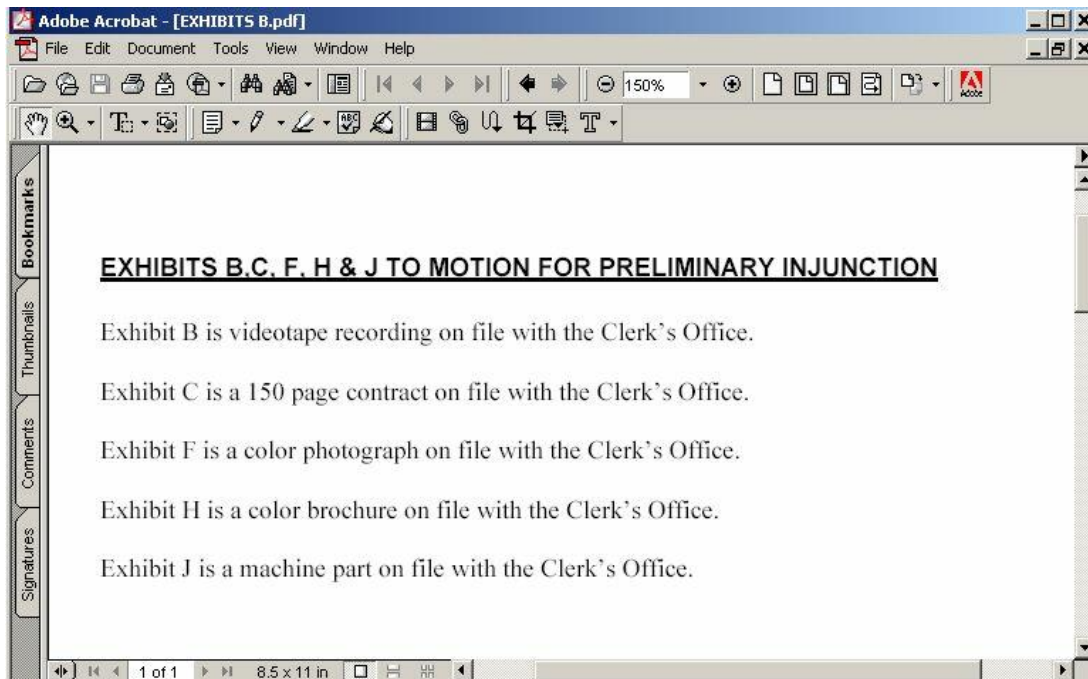 Adobe Acrobat - [EXHIBITS B.pdf]
File Edit Document Tools View Window Help
150%
Adobe
ABC
Bookmarks
Thumbnails
Comments
Signatures
EXHIBITS B,C, F, H & J TO MOTION FOR PRELIMINARY INJUNCTION
Exhibit B is videotape recording on file with the Clerk's Office.
Exhibit C is a 150 page contract on file with the Clerk's Office.
Exhibit F is a color photograph on file with the Clerk's Office.
Exhibit H is a color brochure on file with the Clerk's Office.
Exhibit J is a machine part on file with the Clerk's Office.
1 of 1 8.5 x 11 in